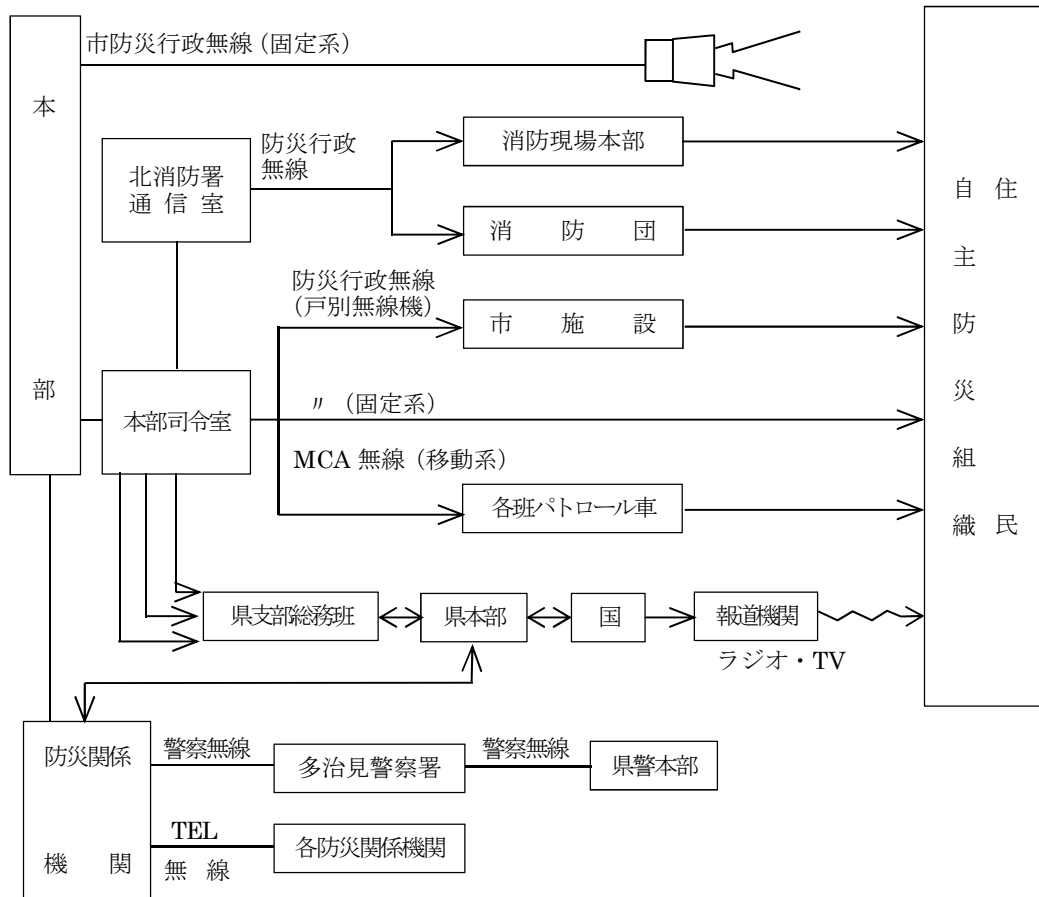 市防災行政無線(固定系)
本部
防災行政
無線
北消防署
通信室
消防現場本部
消防団
防災行政無線
(戸別無線機)
市施設
本部司令室
〃(固定系)
MCA 無線(移動系)
各班パトロール車
県支部総務班
県本部
国
報道機関
ラジオ・TV
住民
自主防災組織
防災関係
機関
警察無線
多治見警察署
警察無線
県警本部
TEL
無線
各防災関係機関